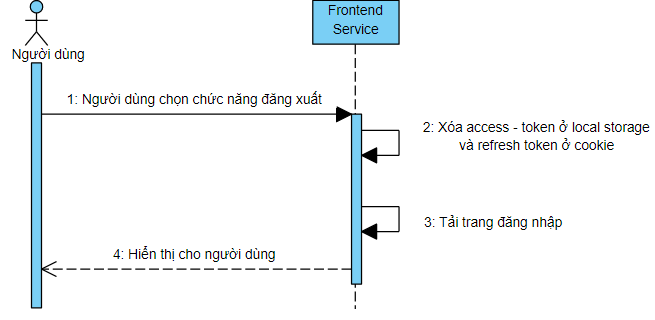 Frontend
Service
Người dùng
1: Người dùng chọn chức năng đăng xuất
2: Xóa access - token ở local storage
và refresh token ở cookie
3: Tải trang đăng nhập
4: Hiển thị cho người dùng